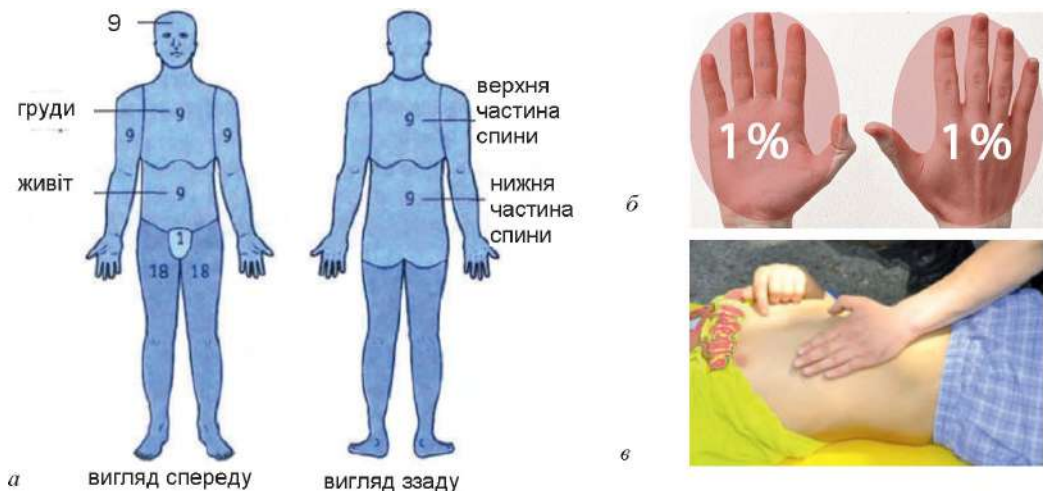 9
груди
9
9
9
живіт
9
1
18
18
вигляд спереду
а
верхня
частина
спини
9
нижня
частина
спини
9
вигляд ззаду
1%
1%
б
в